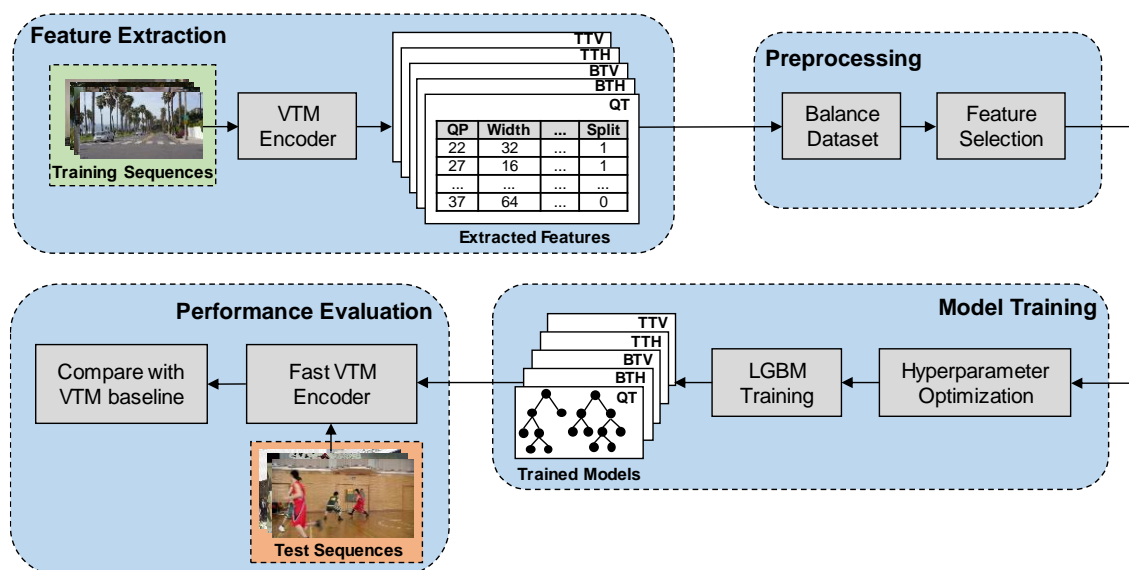 Feature Extraction
Training Sequences
VTM
Encoder
TTV
TTH
BTV
BTH
QT
QP Width ... Split
22 32 ... 1
27 16 ... 1
... ... ... ...
37 64 ... 0
Extracted Features
Preprocessing
Balance
Dataset
Feature
Selection
Model Training
Hyperparameter
Optimization
LGBM
Training
TTV
TTH
BTV
BTH
QT
Trained Models
Performance Evaluation
Fast VTM
Encoder
Compare with
VTM baseline
Test Sequences